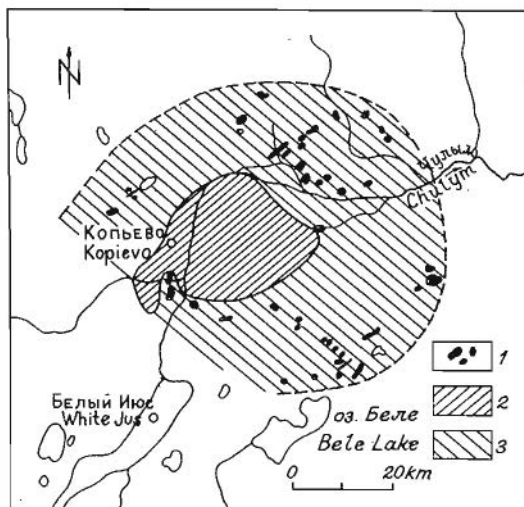 N
Чулым
Chulym
Копьево
Kopievo
1
2
Белый Июс
White Jus
оз. Беле
Bele Lake
3
0 20km